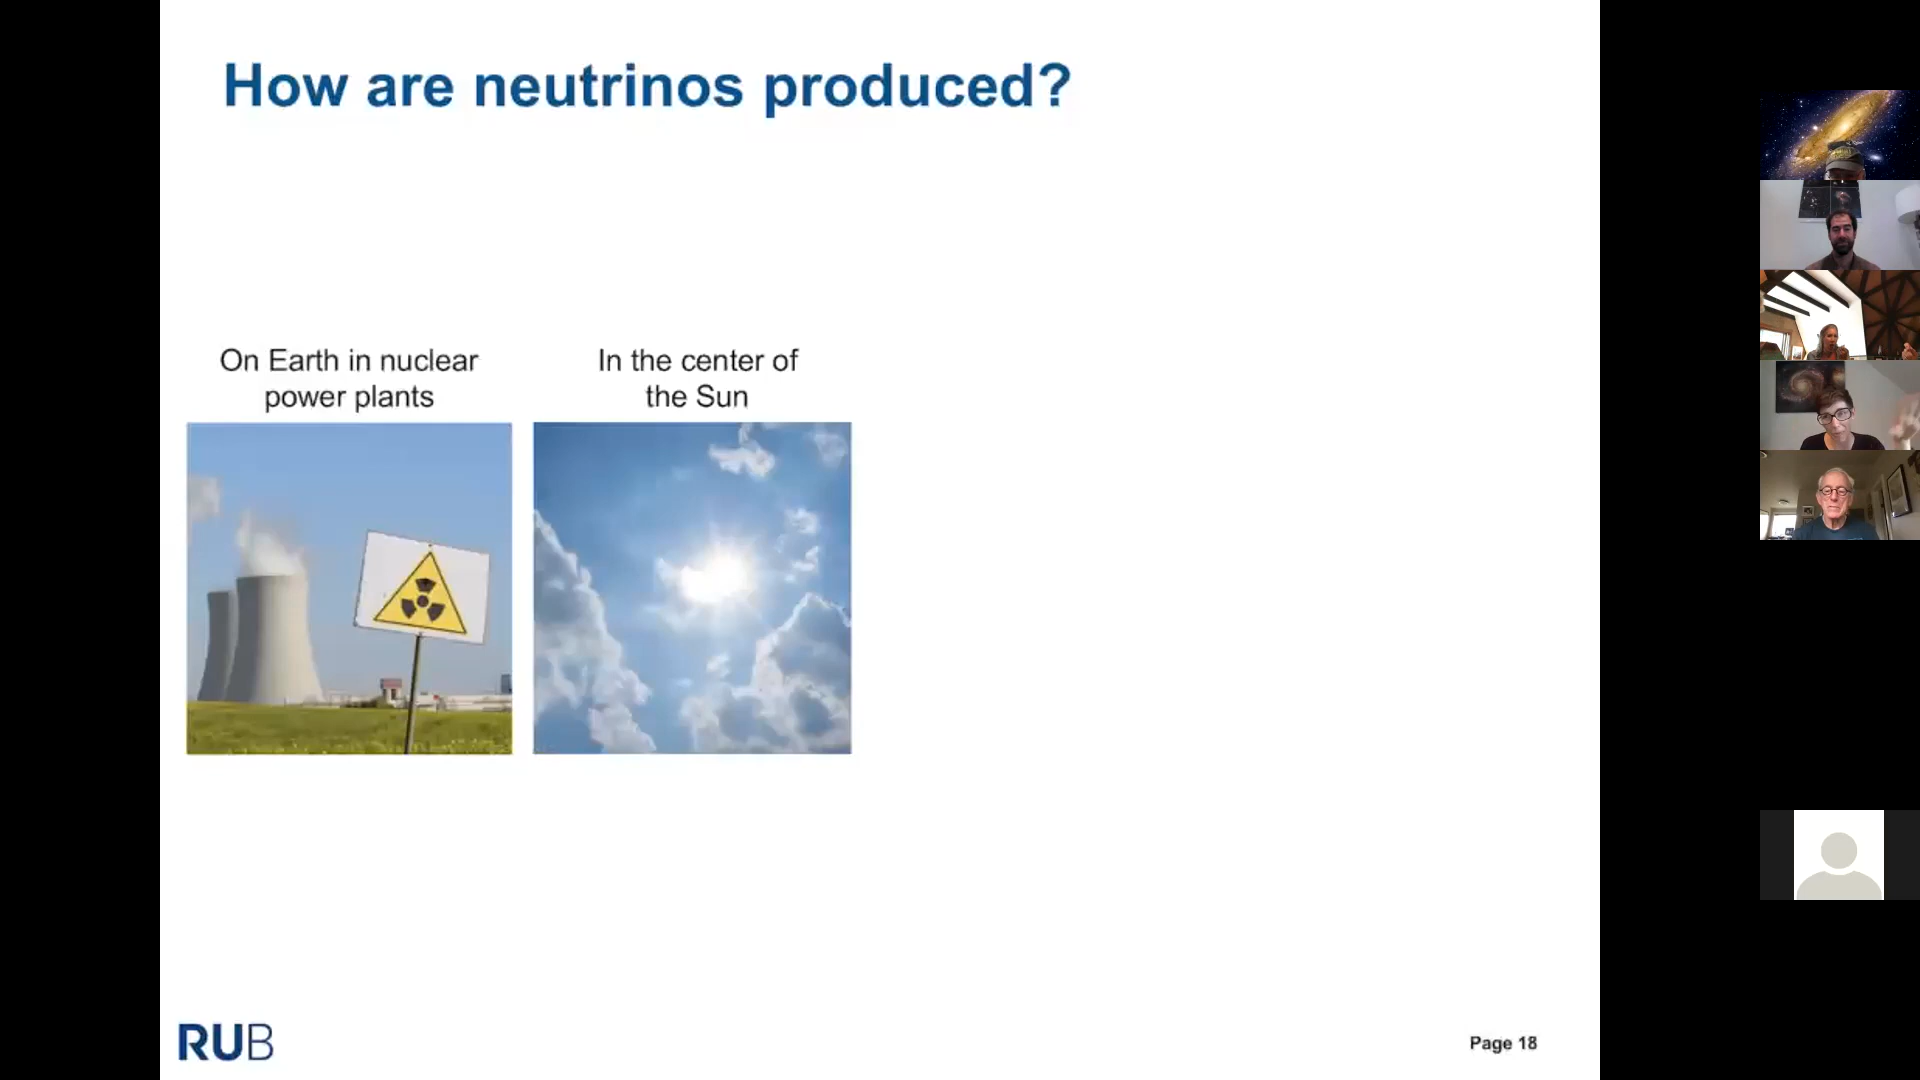 How are neutrinos produced?
On Earth in nuclear
power plants
In the center of
the Sun
RUB
Page 18